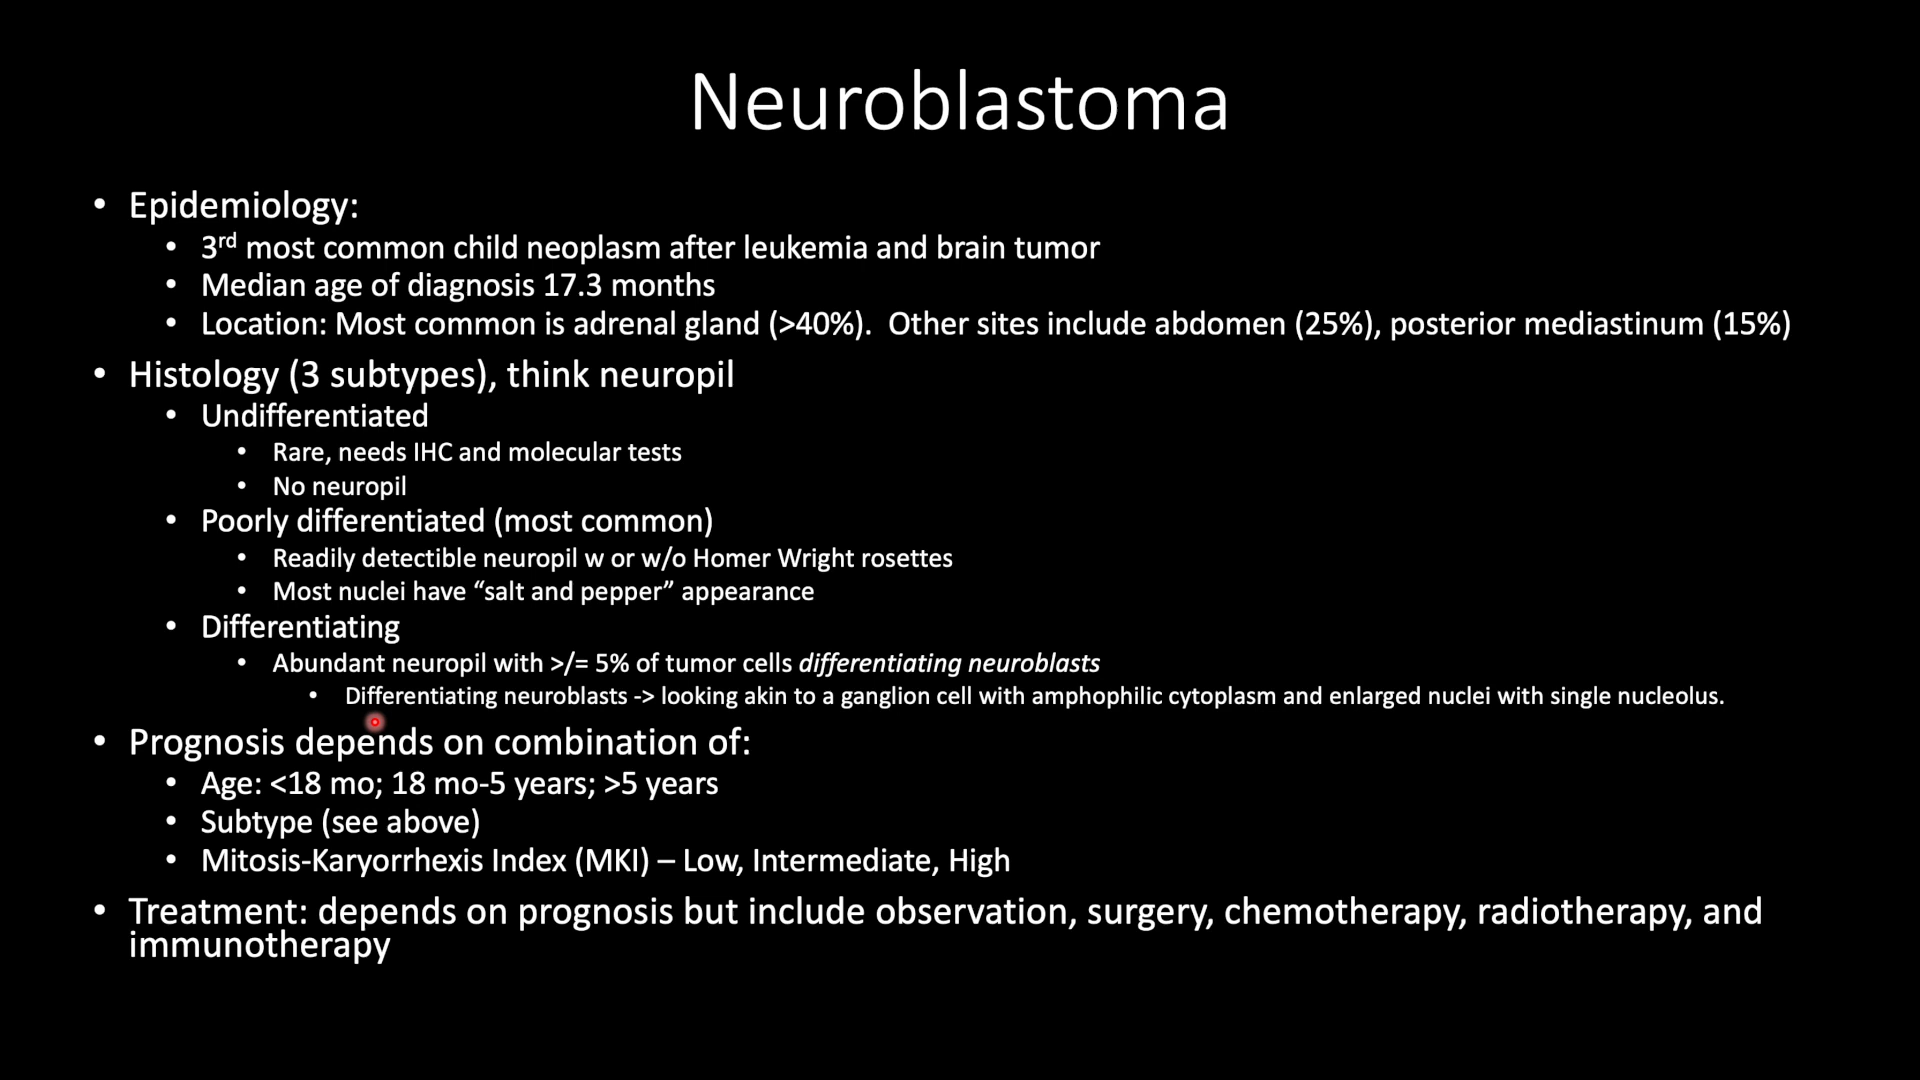 Neuroblastoma
• Epidemiology:
• 3rd most common child neoplasm after leukemia and brain tumor
• Median age of diagnosis 17.3 months
• Location: Most common is adrenal gland (>40%). Other sites include abdomen (25%), posterior mediastinum (15%)
• Histology (3 subtypes), think neuropil
• Undifferentiated
• Rare, needs IHC and molecular tests
• No neuropil
• Poorly differentiated (most common)
• Readily detectible neuropil w or w/o Homer Wright rosettes
• Most nuclei have “salt and pepper” appearance
• Differentiating
• Abundant neuropil with >/= 5% of tumor cells differentiating neuroblasts
• Differentiating neuroblasts -> looking akin to a ganglion cell with amphophilic cytoplasm and enlarged nuclei with single nucleolus.
• Prognosis depends on combination of:
• Age: <18 mo; 18 mo-5 years; >5 years
• Subtype (see above)
• Mitosis-Karyorrhexis Index (MKI) – Low, Intermediate, High
• Treatment: depends on prognosis but include observation, surgery, chemotherapy, radiotherapy, and
immunotherapy